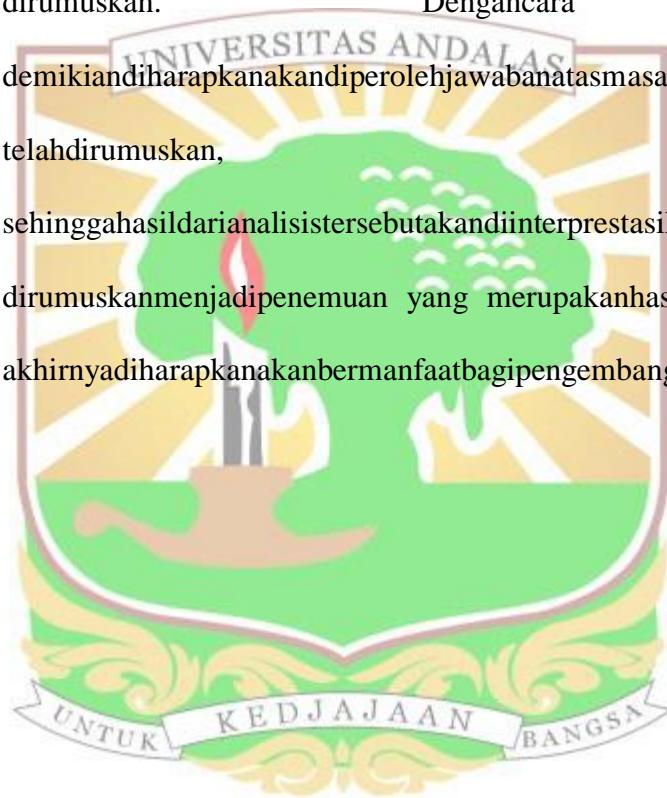 dirumuskan. Dengancara
UNIVERSITAS ANDALAS
demikiandiharapkanakandiperolehjawabanatasmasa
telahdirumuskan,
sehinggahasildarianalisistersebutakandiinterprestasi
dirumuskanmenjadipenemuan yang merupakanhas
akhirnyadiharapkanakanbermanfaatbagipengembang
UNTUK KEDJAJAAN BANGSA